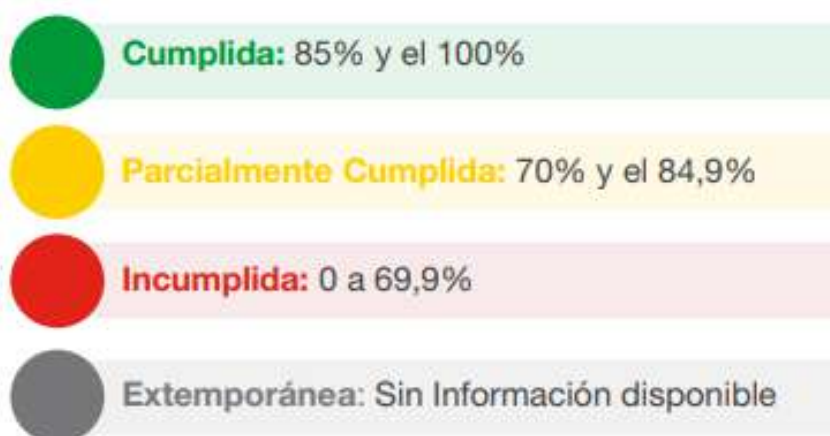 Cumplida: 85% y el 100%
Parcialmente Cumplida: 70% y el 84,9%
Incumplida: 0 a 69,9%
Extemporánea: Sin Información disponible